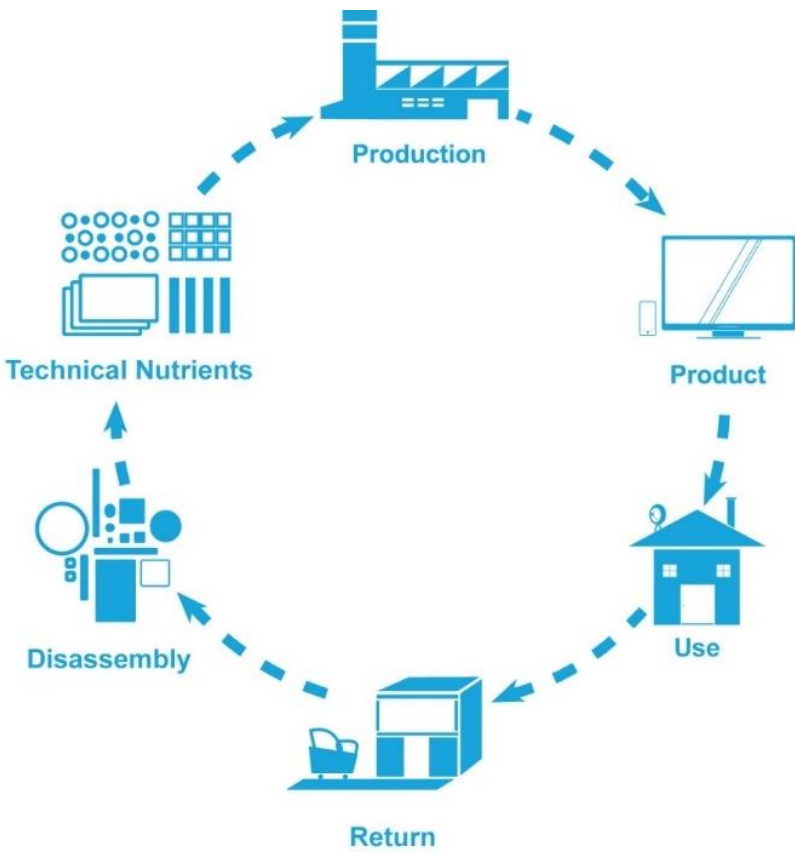 Production
Product
Use
Return
Disassembly
Technical Nutrients